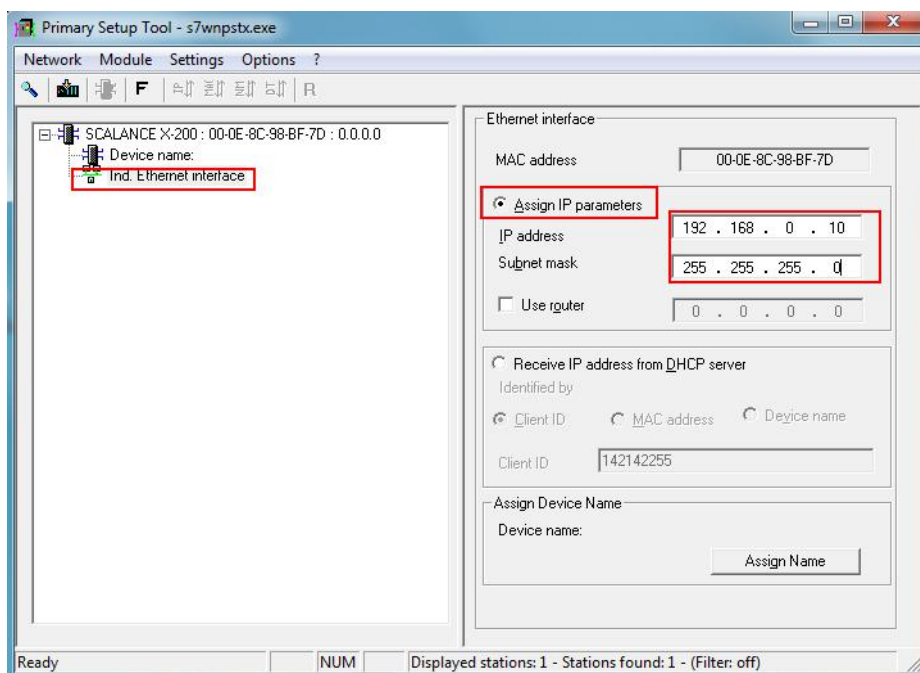 Primary Setup Tool - s7wnpstx.exe
Network Module Settings Options ?
F R
SCALANCE X-200 : 00-0E-8C-98-BF-7D : 0.0.0.0
Device name:
Ind. Ethernet interface
Ethernet interface
MAC address 00-0E-8C-98-BF-7D
Assign IP parameters
IP address 192 . 168 . 0 . 10
Subnet mask 255 . 255 . 255 . 0
Use router 0 . 0 . 0 . 0
Receive IP address from DHCP server
Identified by
Client ID MAC address Device name
Client ID 142142255
Assign Device Name
Device name:
Assign Name
Ready NUM Displayed stations: 1 - Stations found: 1 - (Filter: off)